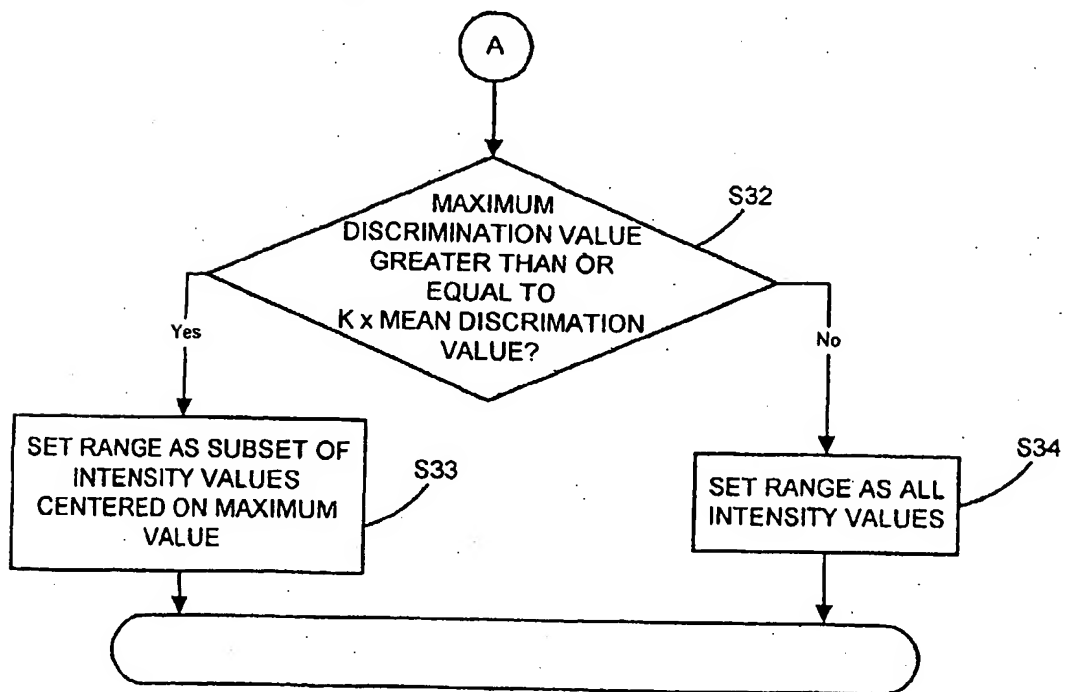 A
S32
MAXIMUM
DISCRIMINATION VALUE
GREATER THAN OR
EQUAL TO
K x MEAN DISCRIMATION
VALUE?
Yes
No
SET RANGE AS SUBSET OF
INTENSITY VALUES
CENTERED ON MAXIMUM
VALUE
S33
S34
SET RANGE AS ALL
INTENSITY VALUES